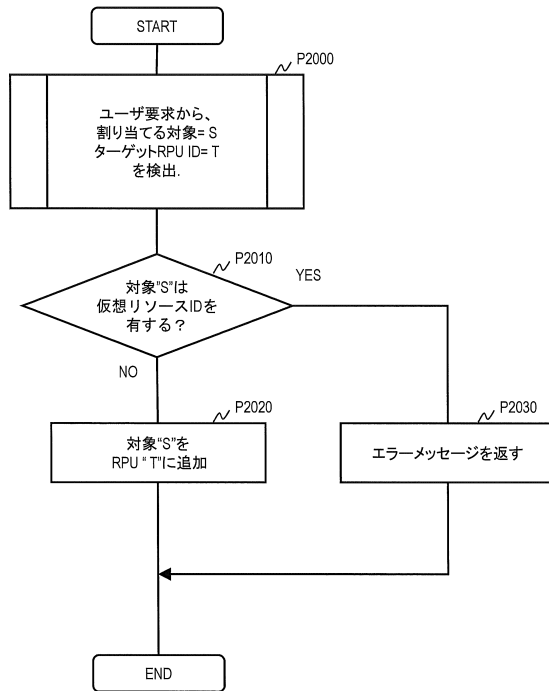 START
P2000
ユーザ要求から、
割り当てる対象= S
ターゲットRPU ID= T
を検出.
P2010
対象"S"は
仮想リソースIDを
有する？
YES
NO
P2020
対象“S”を
RPU “ T”に追加
P2030
エラーメッセージを返す
END